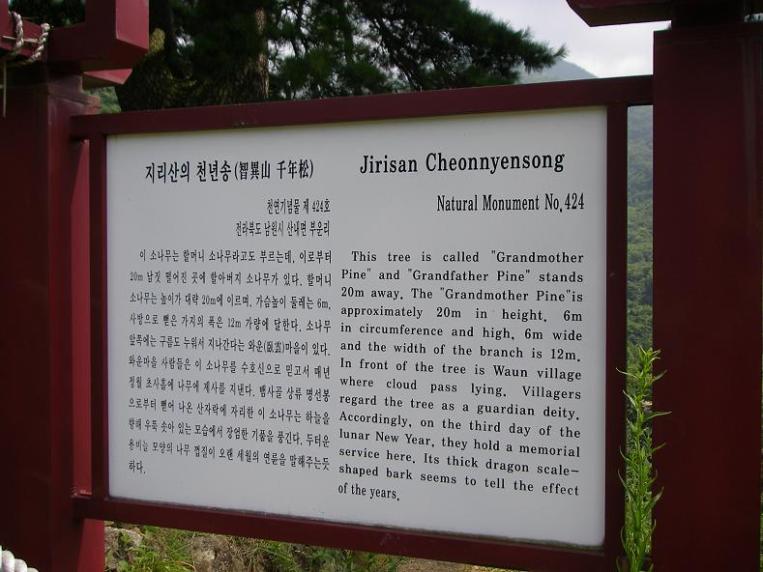 지리산의 천년송(智異山 千年松)
천연기념물 제 424호
전라북도 남원시 산내면 부운리
이 소나무는 할머니 소나무라고도 부르는데, 이로부터
20m 남짓 떨어진 곳에 할아버지 소나무가 있다. 할머니
소나무는 높이가 대략 20m에 이르며, 가슴높이 둘레는 6m,
사방으로 뻗은 가지의 폭은 12m 가량에 달한다. 소나무
앞쪽에는 구름도 누워서 지나간다는 와운(臥雲)마을이 있다.
와운마을 사람들은 이 소나무를 수호신으로 믿고서 매년
정월 초사흘에 나무에 제사를 지낸다. 뱀사골 상류 명선봉
으로부터 뻗어 나온 산자락에 자리한 이 소나무는 하늘을
향해 우뚝 솟아 있는 모습에서 장엄한 기품을 풍긴다. 두터운
용비늘 모양의 나무 껍질이 오랜 세월의 연륜을 말해주는듯
하다.
Jirisan Cheonnyensong
Natural Monument No.424
This tree is called "Grandmother
Pine" and "Grandfather Pine" stands
20m away. The "Grandmother Pine"is
approximately 20m in height. 6m
in circumference and high, 6m wide
and the width of the branch is 12m.
In front of the tree is Waun village
where cloud pass lying. Villagers
regard the tree as a guardian deity.
Accordingly, on the third day of the
lunar New Year, they hold a memorial
service here. Its thick dragon scale-
shaped bark seems to tell the effect
of the years.